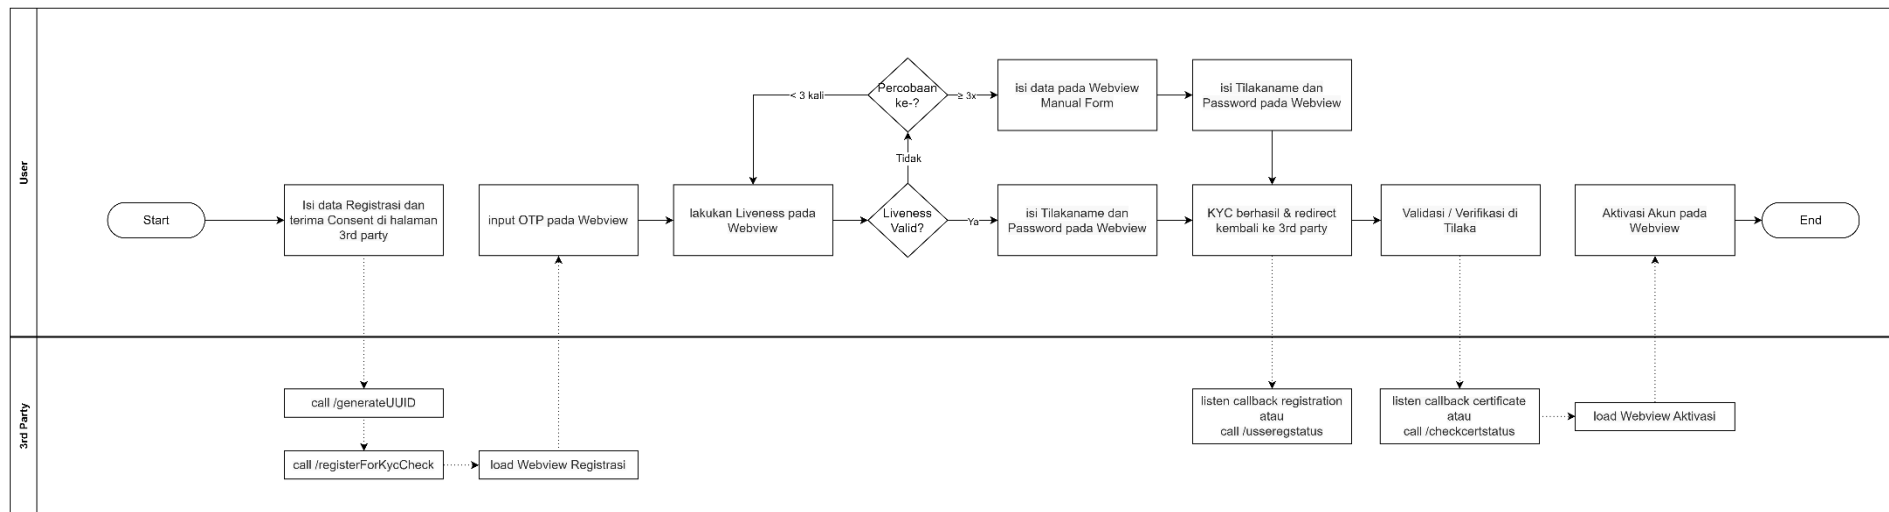 User
Percobaan
ke-?
< 3 kali
≥ 3x
isi data pada Webview
Manual Form
isi Tilakaname dan
Password pada Webview
Tidak
Start
Isi data Registrasi dan
terima Consent di halaman
3rd party
input OTP pada Webview
lakukan Liveness pada
Webview
Liveness
Valid?
Ya
isi Tilakaname dan
Password pada Webview
KYC berhasil & redirect
kembali ke 3rd party
Validasi / Verifikasi di
Tilaka
Aktivasi Akun pada
Webview
End
3rd Party
call /generateUUID
call /registerForKycCheck
load Webview Registrasi
listen callback registration
atau
call /usseregstatus
listen callback certificate
atau
call /checkcertstatus
load Webview Aktivasi